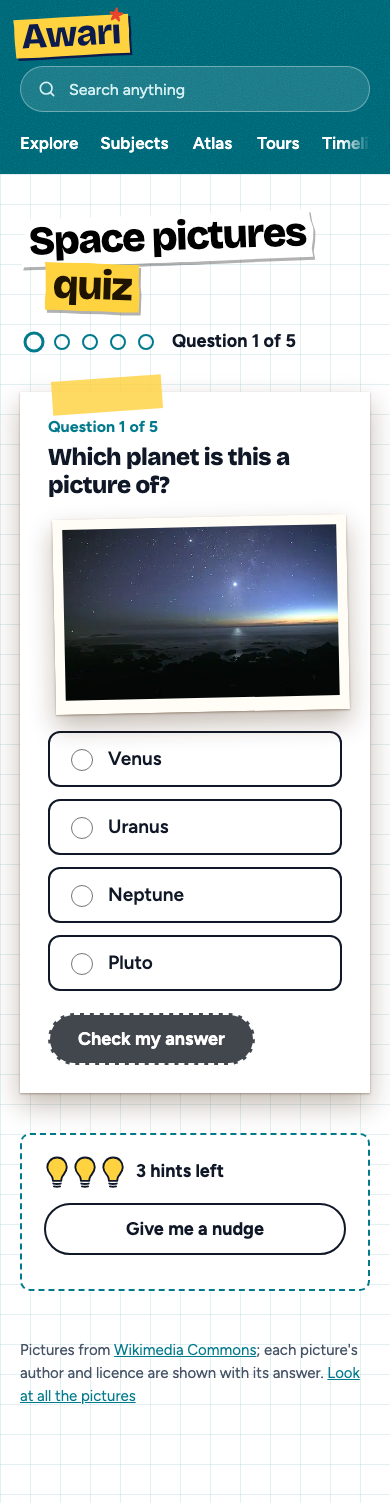 Awari
Search anything
Explore Subjects Atlas Tours Timeli
Space pictures
quiz
Question 1 of 5
Question 1 of 5
Which planet is this a
picture of?
Venus
Uranus
Neptune
Pluto
Check my answer
3 hints left
Give me a nudge
Pictures from Wikimedia Commons; each picture's
author and licence are shown with its answer. Look
at all the pictures